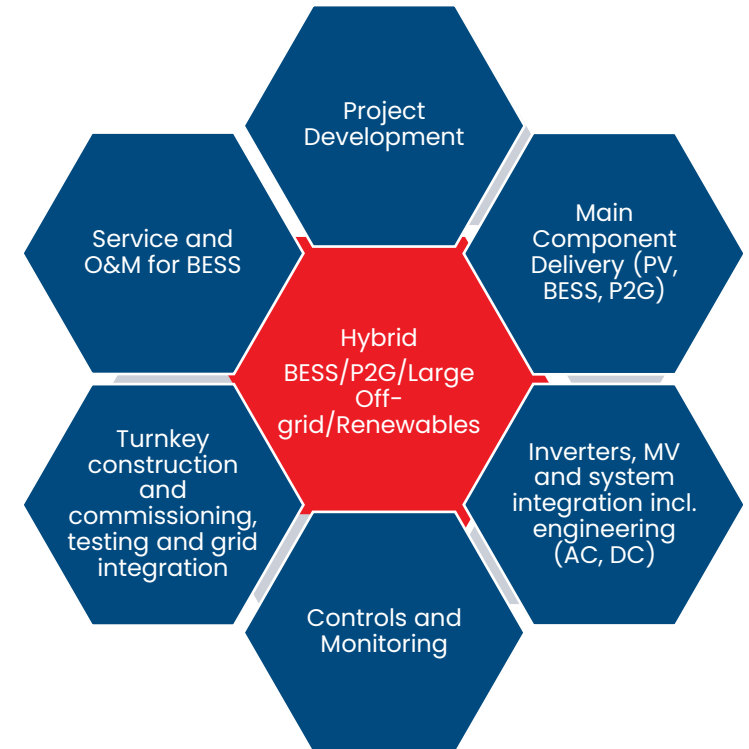 Project
Development
Main
Component
Delivery (PV,
BESS, P2G)
Inverters, MV
and system
integration incl.
engineering
(AC, DC)
Controls and
Monitoring
Turnkey
construction
and
commissioning,
testing and grid
integration
Service and
O&M for BESS
Hybrid
BESS/P2G/Large
Off-
grid/Renewables